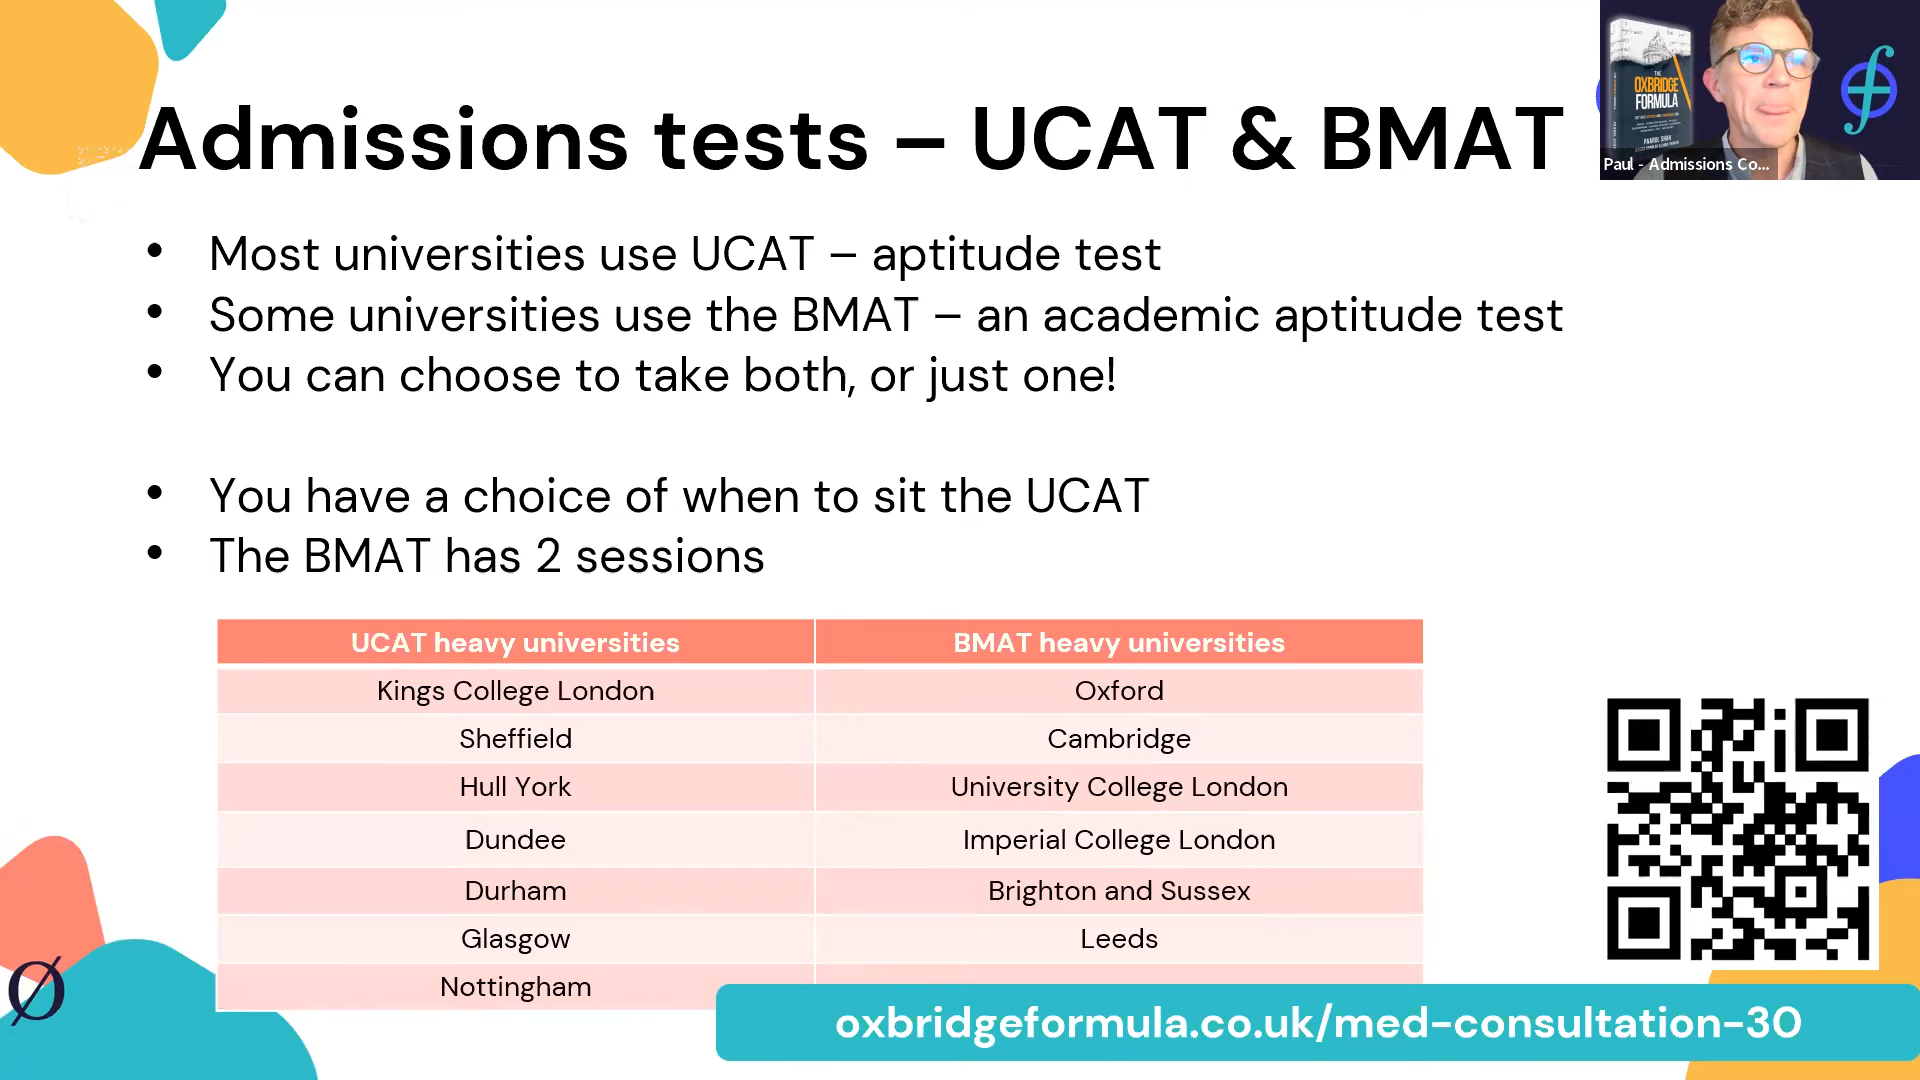 Admissions tests – UCAT & BMAT
• Most universities use UCAT – aptitude test
• Some universities use the BMAT – an academic aptitude test
• You can choose to take both, or just one!
• You have a choice of when to sit the UCAT
• The BMAT has 2 sessions
UCAT heavy universities BMAT heavy universities
Kings College London Oxford
Sheffield Cambridge
Hull York University College London
Dundee Imperial College London
Durham Brighton and Sussex
Glasgow Leeds
Nottingham
oxbridgeformula.co.uk/med-consultation-30
THE
OXBRIDGE
FORMULA
PAARUL SHAH
Paul - Admissions Co...